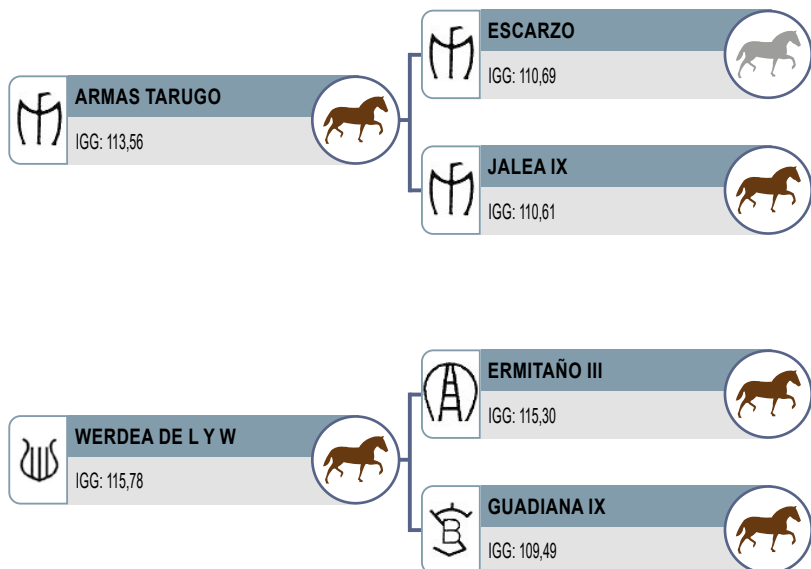 ESCARZO
IGG: 110,69
ARMAS TARUGO
IGG: 113,56
JALEA IX
IGG: 110,61
ERMITAÑO III
IGG: 115,30
WERDEA DE L Y W
IGG: 115,78
GUADIANA IX
IGG: 109,49